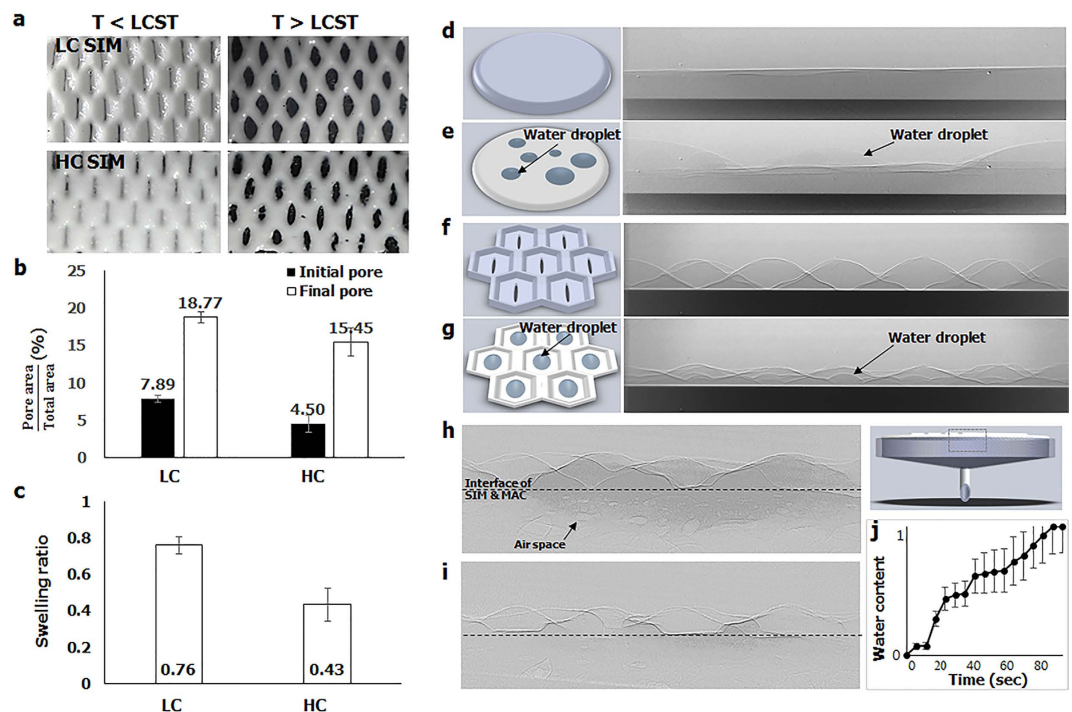 a
T < LCST
T > LCST
LC SIM
HC SIM
b
Pore area
Total area
(%)
25
20
15
10
5
0
Initial pore
Final pore
7.89
18.77
4.50
15.45
LC
HC
c
Swelling ratio
1
0.8
0.6
0.4
0.2
0
0.76
0.43
LC
HC
d
e
Water droplet
Water droplet
f
g
Water droplet
Water droplet
h
Interface of
SIM & MAC
Air space
i
j
Water content
1
0
0
20
40
60
80
Time (sec)